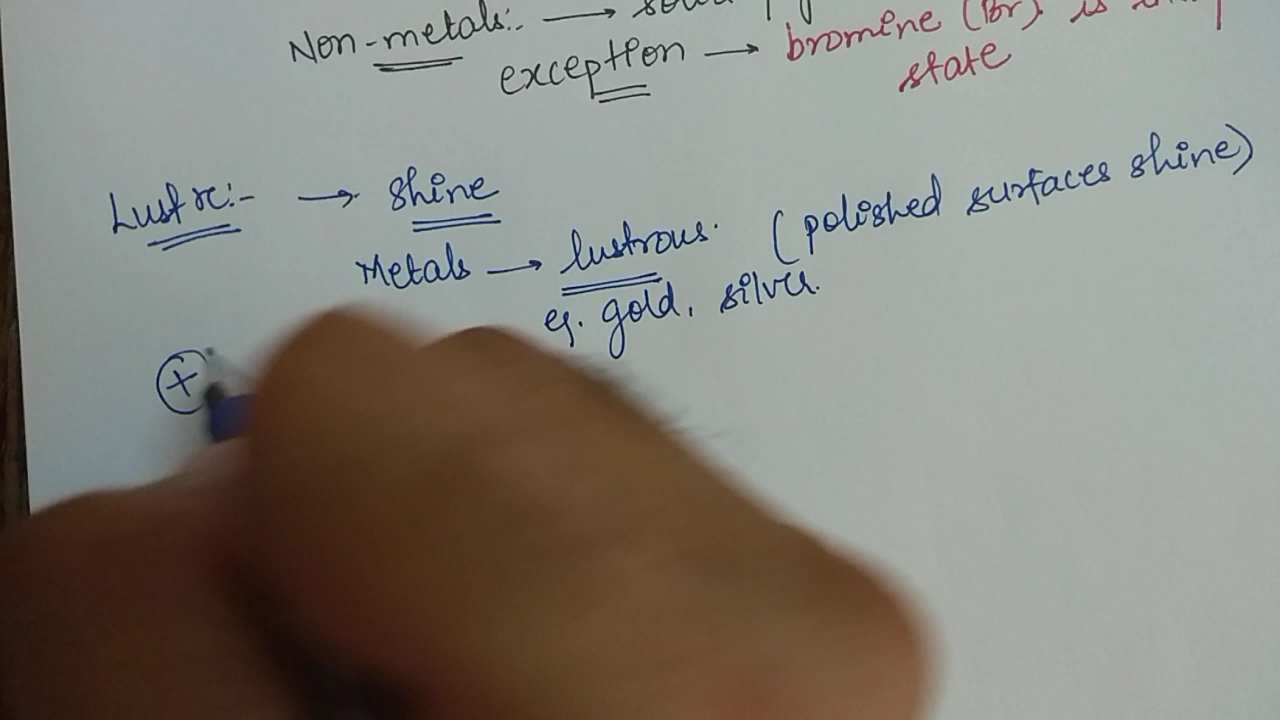 Non-metals:- →
exception → bromine (Br) is
state
Lustre:- → shine
Metals → lustrous. (polished surfaces shine)
eg. gold, silver.
+